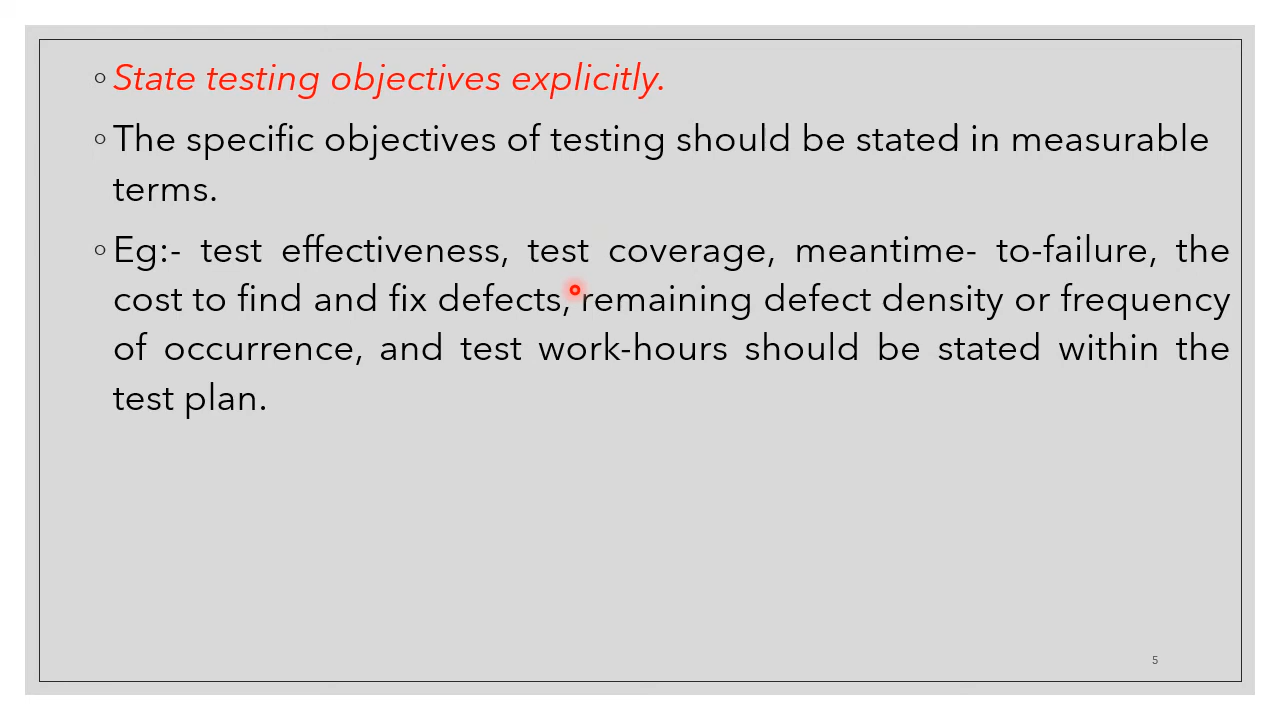 ◦ State testing objectives explicitly.
◦ The specific objectives of testing should be stated in measurable
terms.
◦ Eg:- test effectiveness, test coverage, meantime- to-failure, the
cost to find and fix defects, remaining defect density or frequency
of occurrence, and test work-hours should be stated within the
test plan.
5